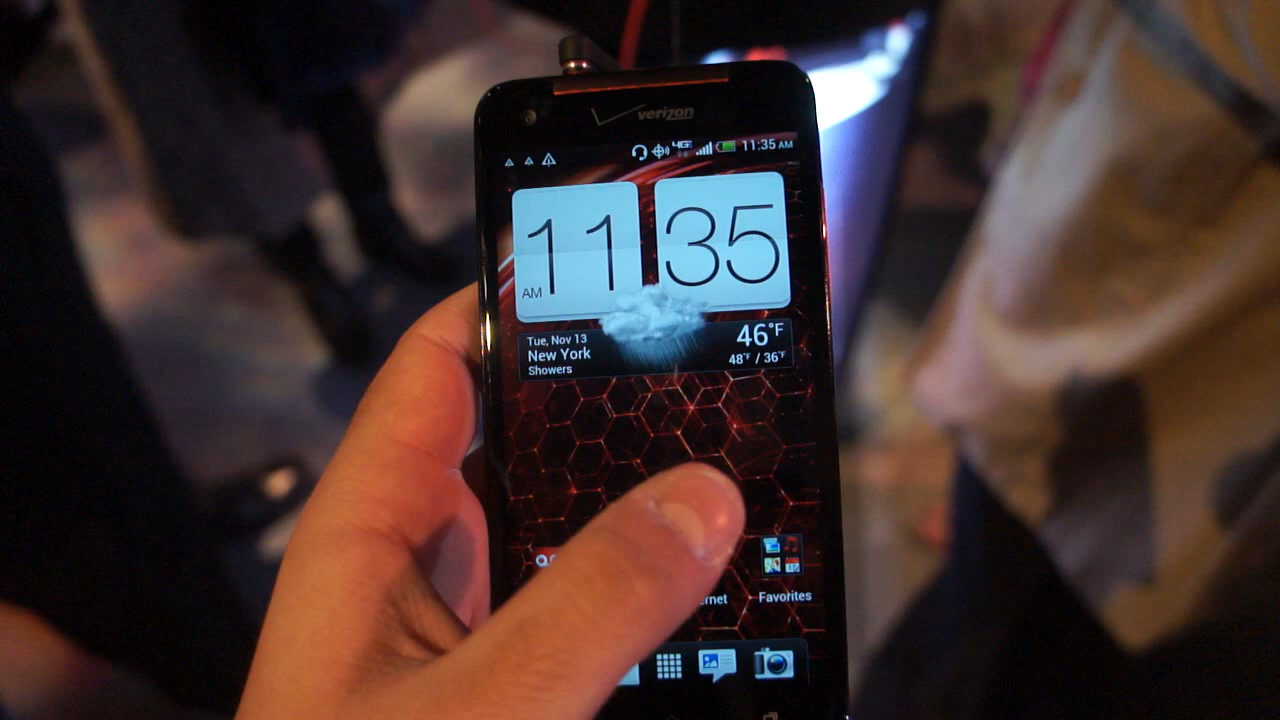 verizon
4G 11:35 AM
11 35
AM
Tue, Nov 13
46°F
New York
48°F / 36°F
Showers
Favorites